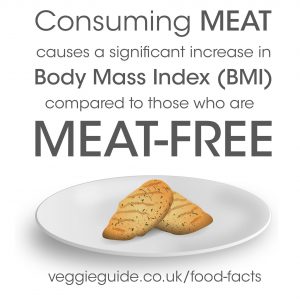 Consuming MEAT
causes a significant increase in
Body Mass Index (BMI)
compared to those who are
MEAT-FREE
veggieguide.co.uk/food-facts